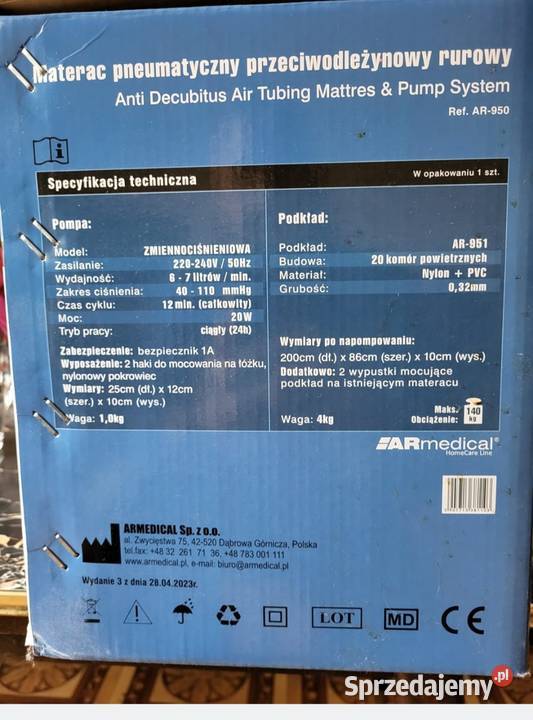 Materac pneumatyczny przeciwodleżynowy rurowy
Anti Decubitus Air Tubing Mattres & Pump System
Ref. AR-950
Specyfikacja techniczna
W opakowaniu 1 szt.
Pompa:
Model: ZMIENNOCIŚNIENIOWA
Zasilanie: 220-240V / 50Hz
Wydajność: 6 - 7 litrów / min.
Zakres ciśnienia: 40 - 110 mmHg
Czas cyklu: 12 min. (całkowity)
Moc: 20W
Tryb pracy: ciągły (24h)
Zabezpieczenie: bezpiecznik 1A
Wyposażenie: 2 haki do mocowania na łóżku,
nylonowy pokrowiec
Wymiary: 25cm (dł.) x 12cm
(szer.) x 10cm (wys.)
Waga: 1,0kg
Podkład:
Podkład: AR-951
Budowa: 20 komór powietrznych
Materiał: Nylon + PVC
Grubość: 0,32mm
Wymiary po napompowaniu:
200cm (dł.) x 86cm (szer.) x 10cm (wys.)
Dodatkowo: 2 wypustki mocujące
podkład na istniejącym materacu
Waga: 4kg
Maks.
Obciążenie:
140
kg
ARmedical®
HomeCare Line
ARMEDICAL Sp. z o.o.
al. Zwycięstwa 75, 42-520 Dąbrowa Górnicza, Polska
tel.fax: +48 32 261 71 36, +48 783 001 111
www.armedical.pl, e-mail: biuro@armedical.pl
Wydanie 3 z dnia 28.04.2023r.
LOT
MD
CE
Sprzedajemy.pl